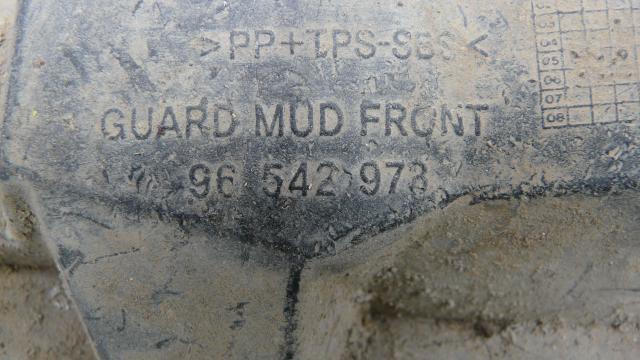 >PP+TPS-SBS<
GUARD MUD FRONT
96 542 973